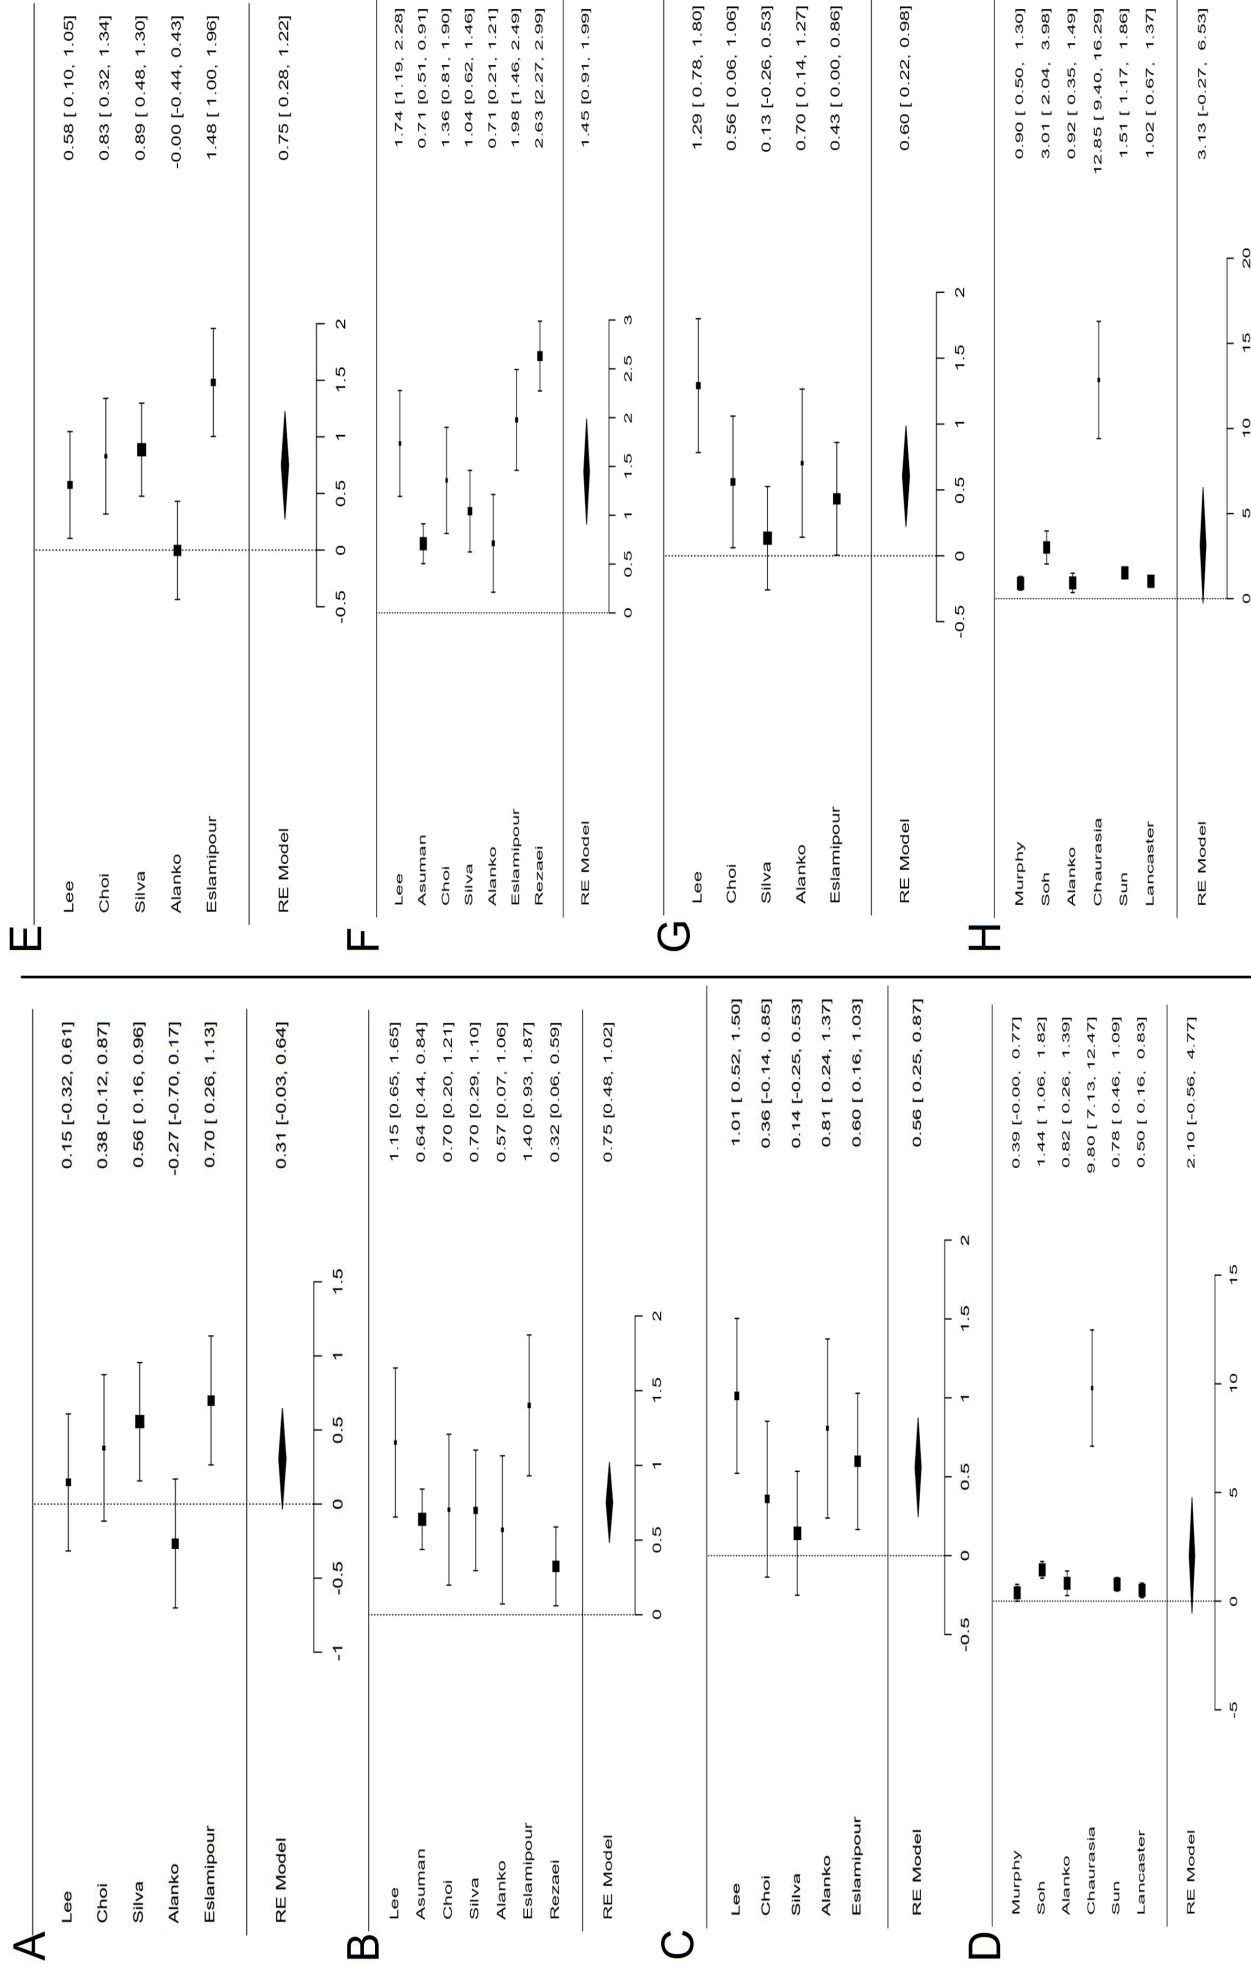 A
Lee 0.15 [-0.32, 0.61]
Choi 0.38 [-0.12, 0.87]
Silva 0.56 [ 0.16, 0.96]
Alanko -0.27 [-0.70, 0.17]
Eslamipour 0.70 [ 0.26, 1.13]
RE Model 0.31 [-0.03, 0.64]
-1 -0.5 0 0.5 1 1.5
B
Lee 1.15 [0.65, 1.65]
Asuman 0.64 [0.44, 0.84]
Choi 0.70 [0.20, 1.21]
Silva 0.70 [0.29, 1.10]
Alanko 0.57 [0.07, 1.06]
Eslamipour 1.40 [0.93, 1.87]
Rezaei 0.32 [0.06, 0.59]
RE Model 0.75 [0.48, 1.02]
0 0.5 1 1.5 2
C
Lee 1.01 [ 0.52, 1.50]
Choi 0.36 [-0.14, 0.85]
Silva 0.14 [-0.25, 0.53]
Alanko 0.81 [ 0.24, 1.37]
Eslamipour 0.60 [ 0.16, 1.03]
RE Model 0.56 [ 0.25, 0.87]
-0.5 0 0.5 1 1.5 2
D
Murphy 0.39 [-0.00, 0.77]
Soh 1.44 [ 1.06, 1.82]
Alanko 0.82 [ 0.26, 1.39]
Chaurasia 9.80 [ 7.13, 12.47]
Sun 0.78 [ 0.46, 1.09]
Lancaster 0.50 [ 0.16, 0.83]
RE Model 2.10 [-0.56, 4.77]
-5 0 5 10 15
E
Lee 0.58 [ 0.10, 1.05]
Choi 0.83 [ 0.32, 1.34]
Silva 0.89 [ 0.48, 1.30]
Alanko -0.00 [-0.44, 0.43]
Eslamipour 1.48 [ 1.00, 1.96]
RE Model 0.75 [ 0.28, 1.22]
-0.5 0 0.5 1 1.5 2
F
Lee 1.74 [1.19, 2.28]
Asuman 0.71 [0.51, 0.91]
Choi 1.36 [0.81, 1.90]
Silva 1.04 [0.62, 1.46]
Alanko 0.71 [0.21, 1.21]
Eslamipour 1.98 [1.46, 2.49]
Rezaei 2.63 [2.27, 2.99]
RE Model 1.45 [0.91, 1.99]
0 0.5 1 1.5 2 2.5 3
G
Lee 1.29 [ 0.78, 1.80]
Choi 0.56 [ 0.06, 1.06]
Silva 0.13 [-0.26, 0.53]
Alanko 0.70 [ 0.14, 1.27]
Eslamipour 0.43 [ 0.00, 0.86]
RE Model 0.60 [ 0.22, 0.98]
-0.5 0 0.5 1 1.5 2
H
Murphy 0.90 [ 0.50, 1.30]
Soh 3.01 [ 2.04, 3.98]
Alanko 0.92 [ 0.35, 1.49]
Chaurasia 12.85 [ 9.40, 16.29]
Sun 1.51 [ 1.17, 1.86]
Lancaster 1.02 [ 0.67, 1.37]
RE Model 3.13 [-0.27, 6.53]
0 5 10 15 20